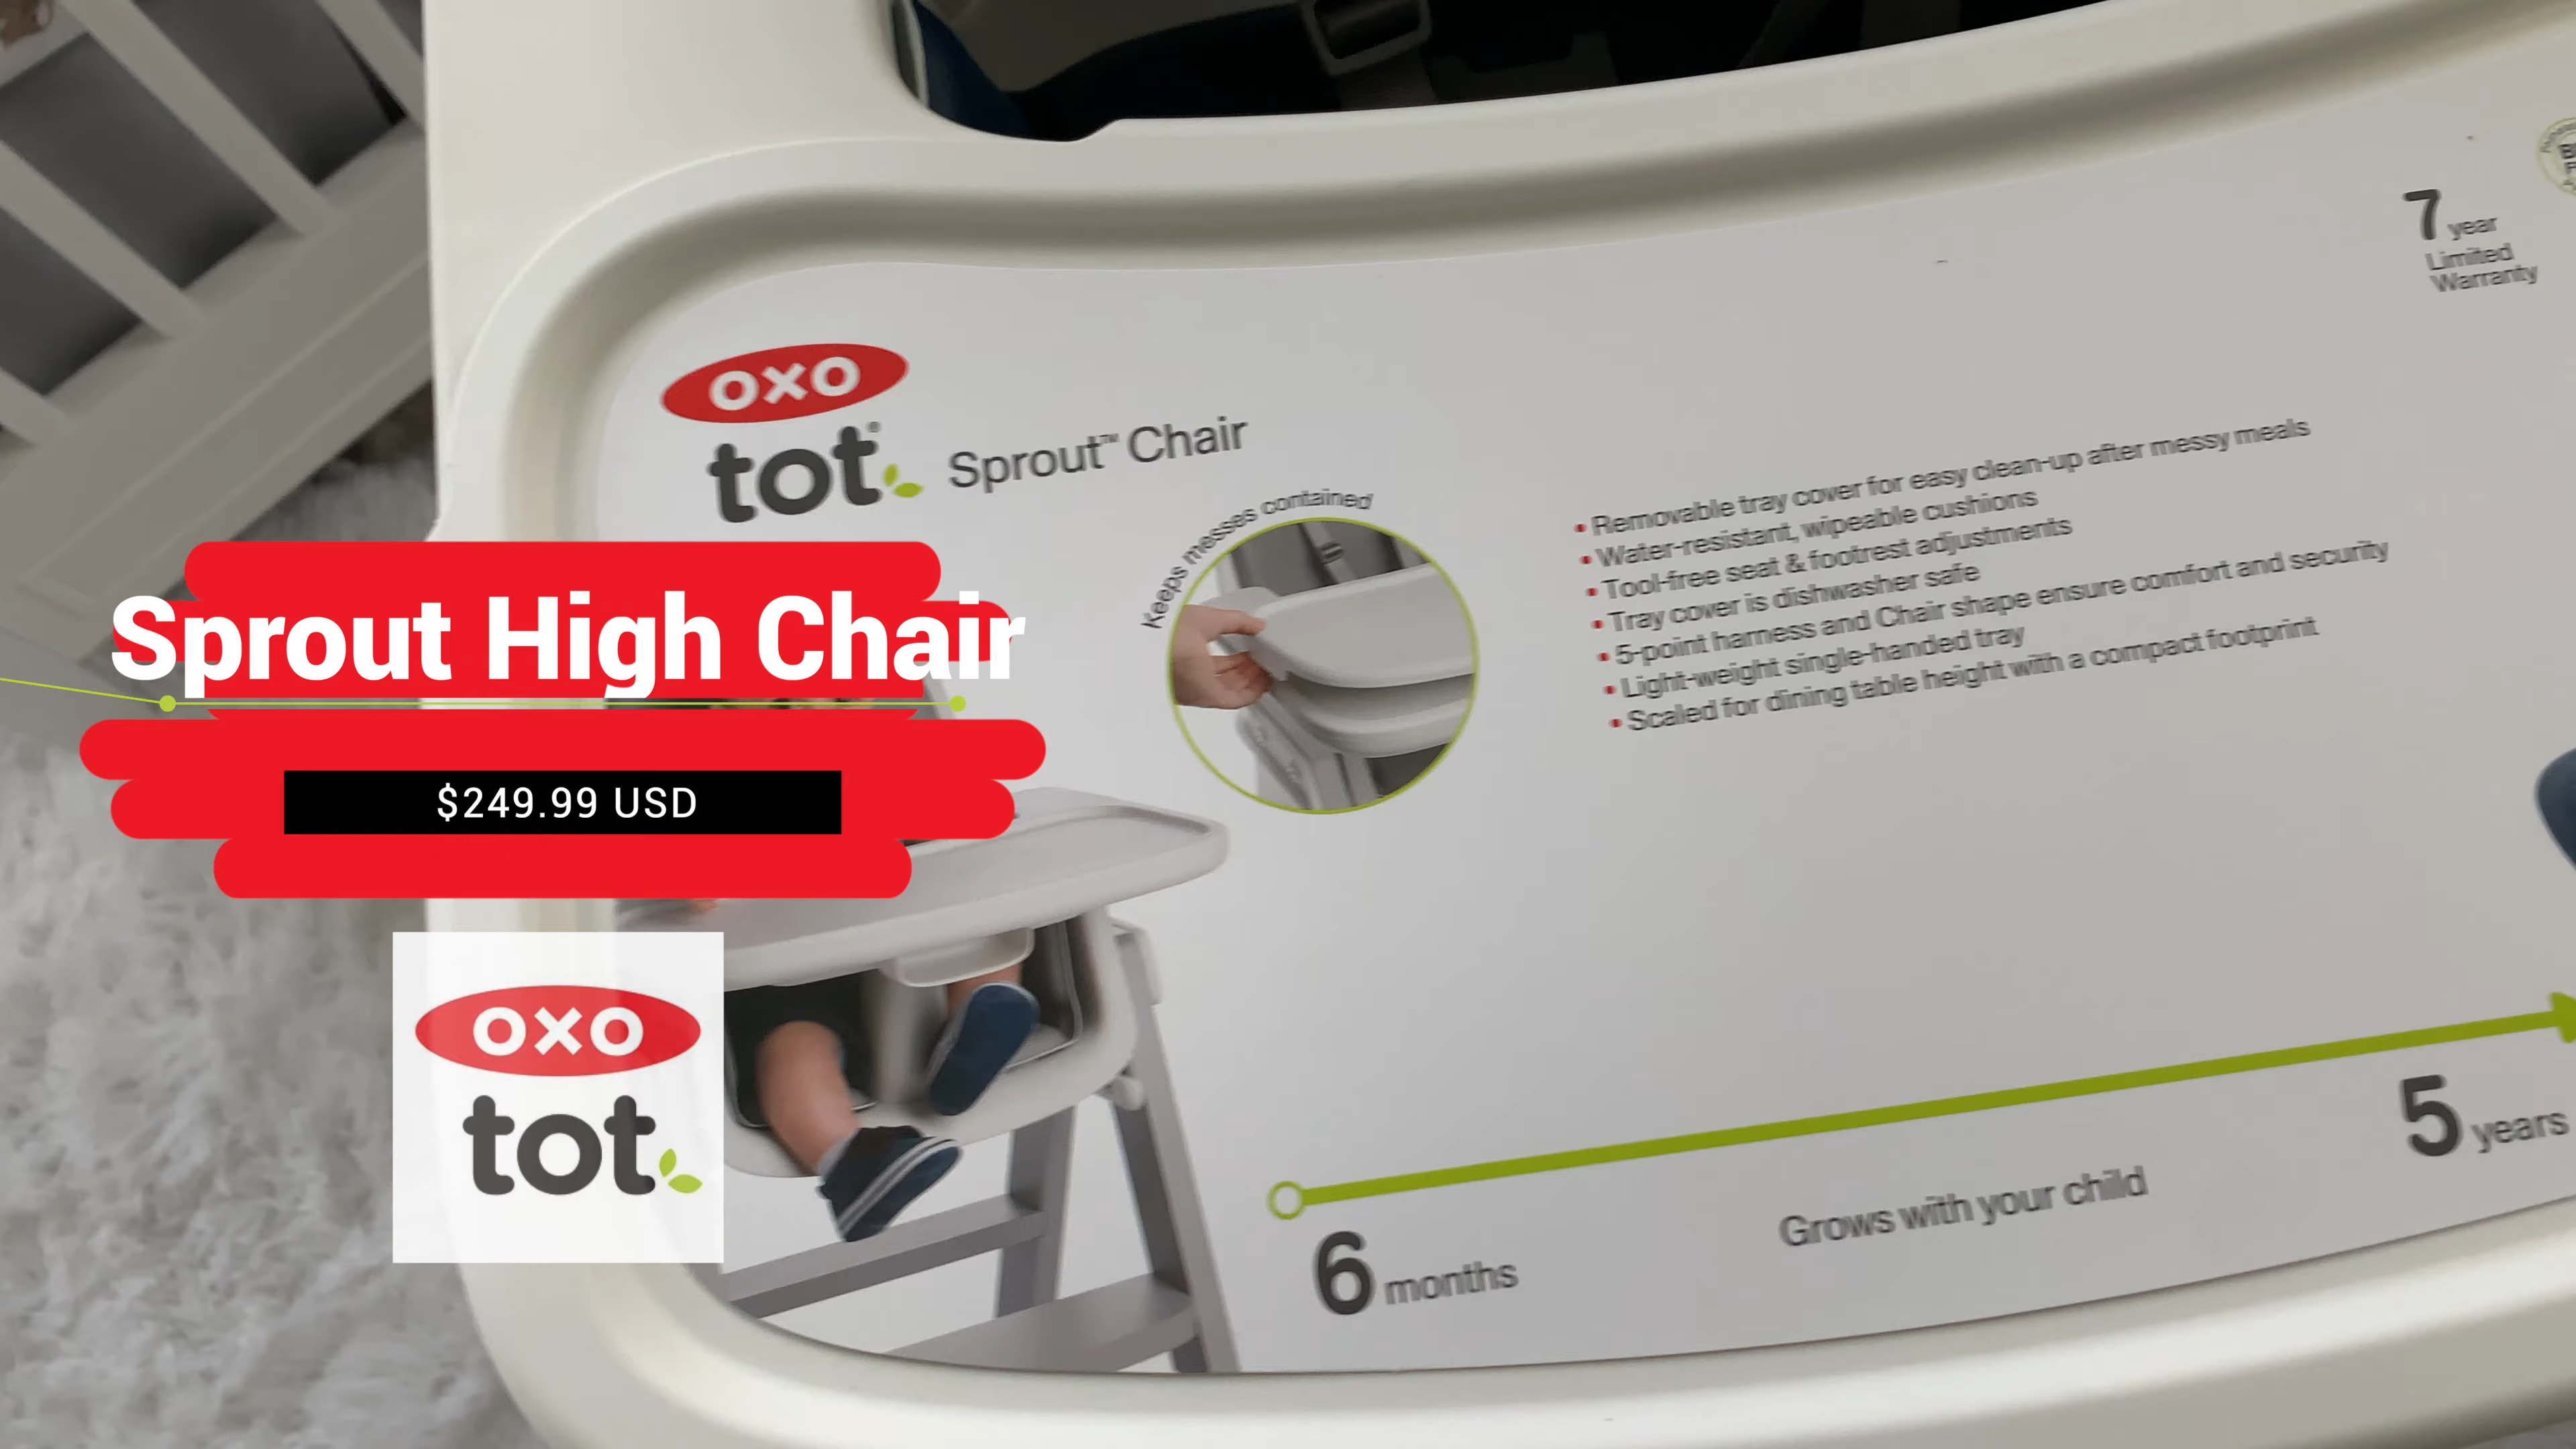 7 year
Limited
Warranty
OXO
tot® Sprout™ Chair
Keeps messes contained
• Removable tray cover for easy clean-up after messy meals
• Water-resistant, wipeable cushions
• Tool-free seat & footrest adjustments
• Tray cover is dishwasher safe
• 5-point harness and Chair shape ensure comfort and security
• Light-weight single-handed tray
• Scaled for dining table height with a compact footprint
Sprout High Chair
$249.99 USD
OXO
tot
6 months
Grows with your child
5 years